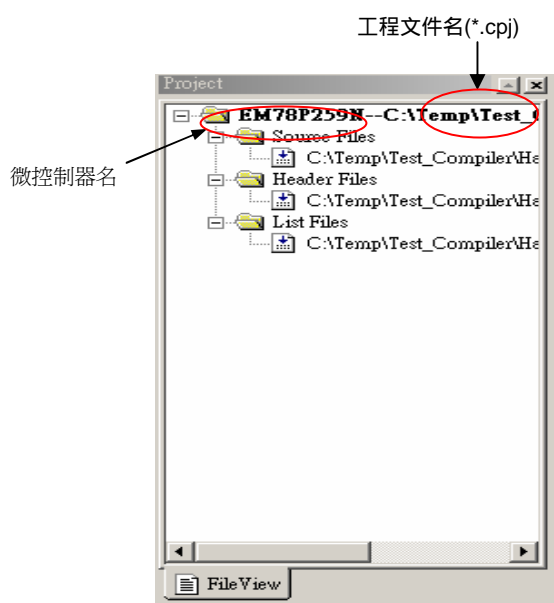 工程文件名(*.cpj)
Project
EM78P259N--C:\Temp\Test_
Source Files
C:\Temp\Test_Compiler\Ha
Header Files
C:\Temp\Test_Compiler\Ha
List Files
C:\Temp\Test_Compiler\Ha
微控制器名
FileView